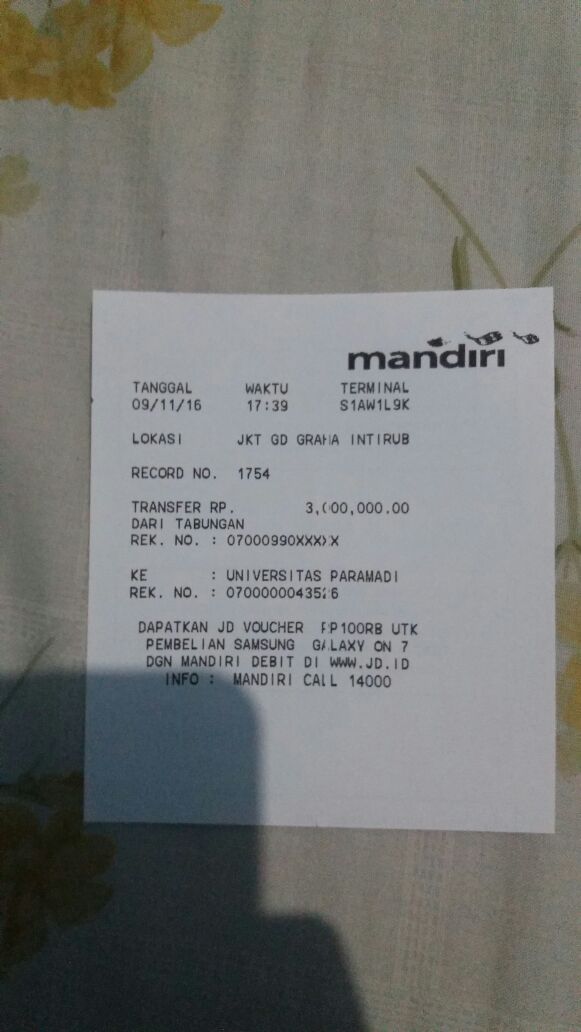 mandiri
TANGGAL WAKTU TERMINAL
09/11/16 17:39 S1AW1L9K
LOKASI JKT GD GRAHA INTIRUB
RECORD NO. 1754
TRANSFER RP. 3,000,000.00
DARI TABUNGAN
REK. NO. : 07000990XXXXX
KE : UNIVERSITAS PARAMADI
REK. NO. :
DAPATKAN JD VOUCHER RP100RB UTK
PEMBELIAN SAMSUNG GALAXY ON 7
DGN MANDIRI DEBIT DI WWW.JD.ID
INFO : MANDIRI CALL 14000